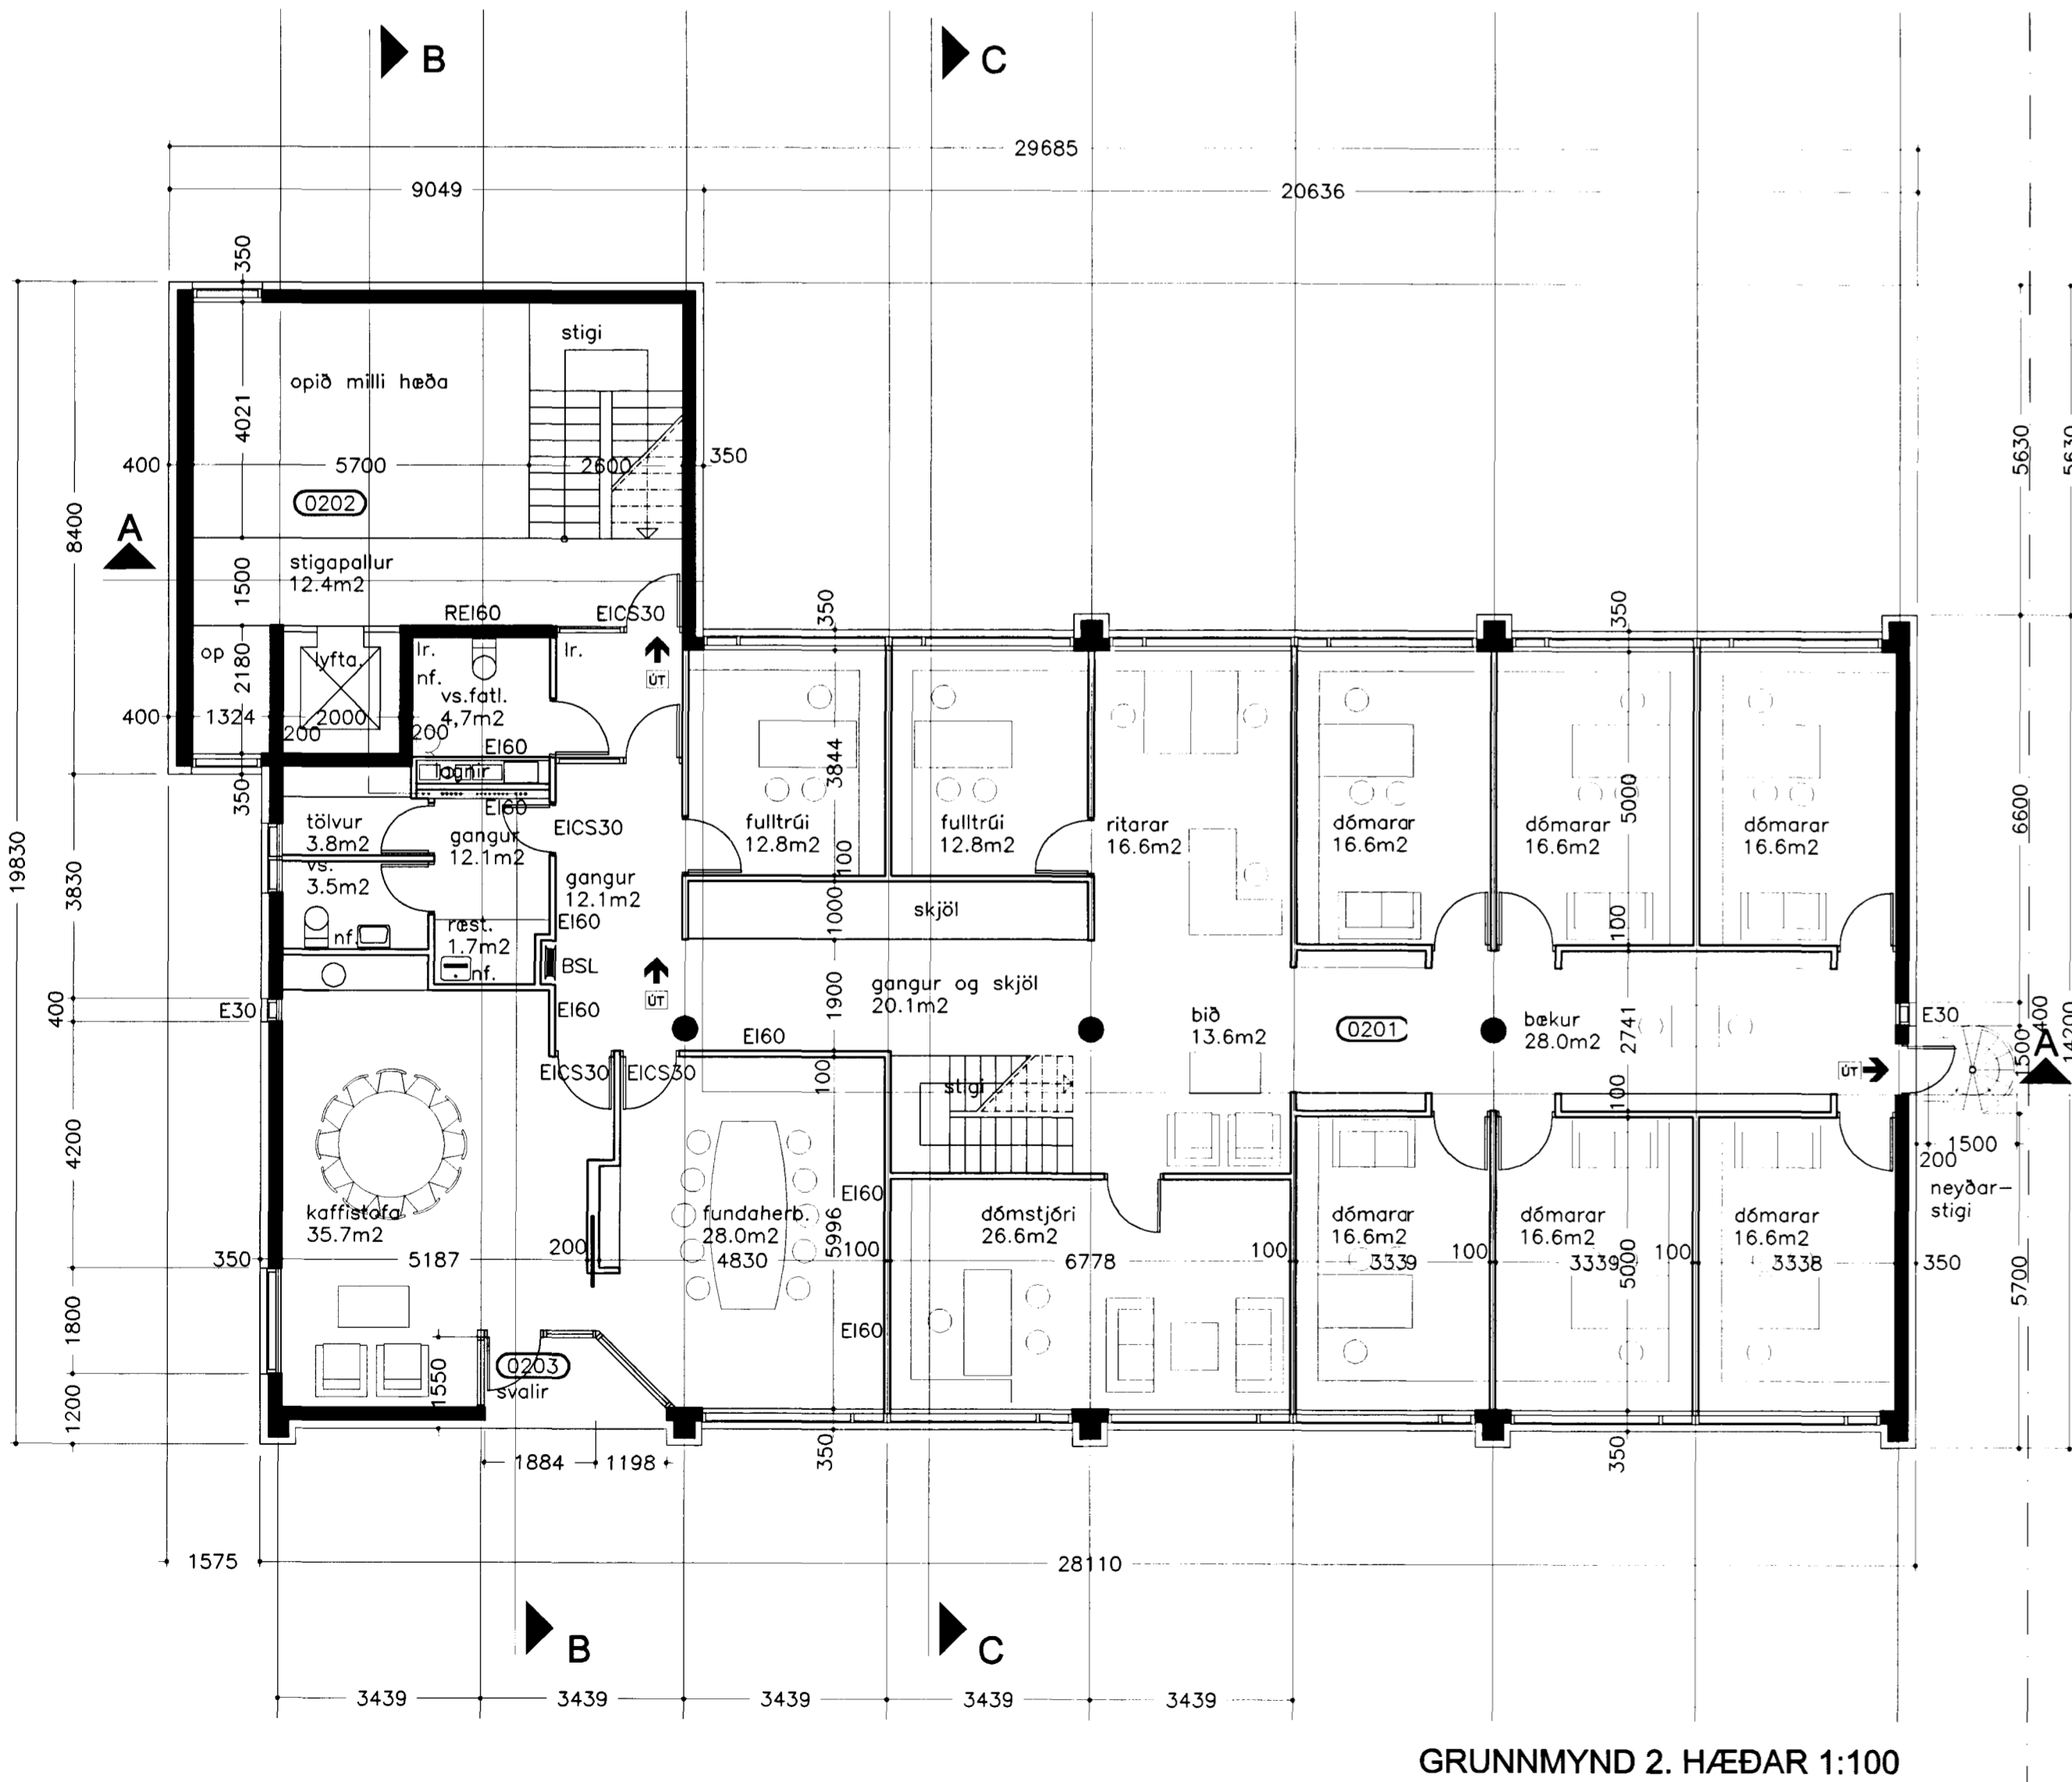 B
C
29685
9049
20636
350
stigi
opið milli hæða
4021
400
5700
2600
350
0202
A
8400
19830
stigapallur
12.4m2
1500
REI60
EICS30
350
350
5630
5630
op
2180
lyfta.
lr.
nf.
vs.fatl.
4,7m2
lr.
ÚT
400
1324
2000
200
200
EI60
lagnir
EI60
350
3844
5000
6600
tölvur
3.8m2
gangur
12.1m2
EICS30
fulltrúi
12.8m2
100
fulltrúi
12.8m2
ritarar
16.6m2
dómarar
16.6m2
dómarar
16.6m2
dómarar
16.6m2
vs.
3.5m2
3830
gangur
12.1m2
EI60
1000
skjöl
100
nf.
ræst.
1.7m2
nf.
BSL
ÚT
gangur og skjöl
20.1m2
1900
400
E30
EI60
EI60
bið
13.6m2
0201
bækur
28.0m2
2741
E30
400
14200
EICS30
EICS30
100
stigi
100
ÚT
1500
A
4200
1500
200
neyðar–
stigi
kaffistofa
35.7m2
fundaherb.
28.0m2
5996
EI60
dómstjóri
26.6m2
dómarar
16.6m2
dómarar
16.6m2
dómarar
16.6m2
350
5187
200
4830
100
6778
100
3339
100
3339
100
3338
350
5000
5700
1800
EI60
1550
0203
svalir
1200
1884
1198
350
350
1575
28110
B
C
3439
3439
3439
3439
3439
GRUNNMYND 2. HÆÐAR 1:100